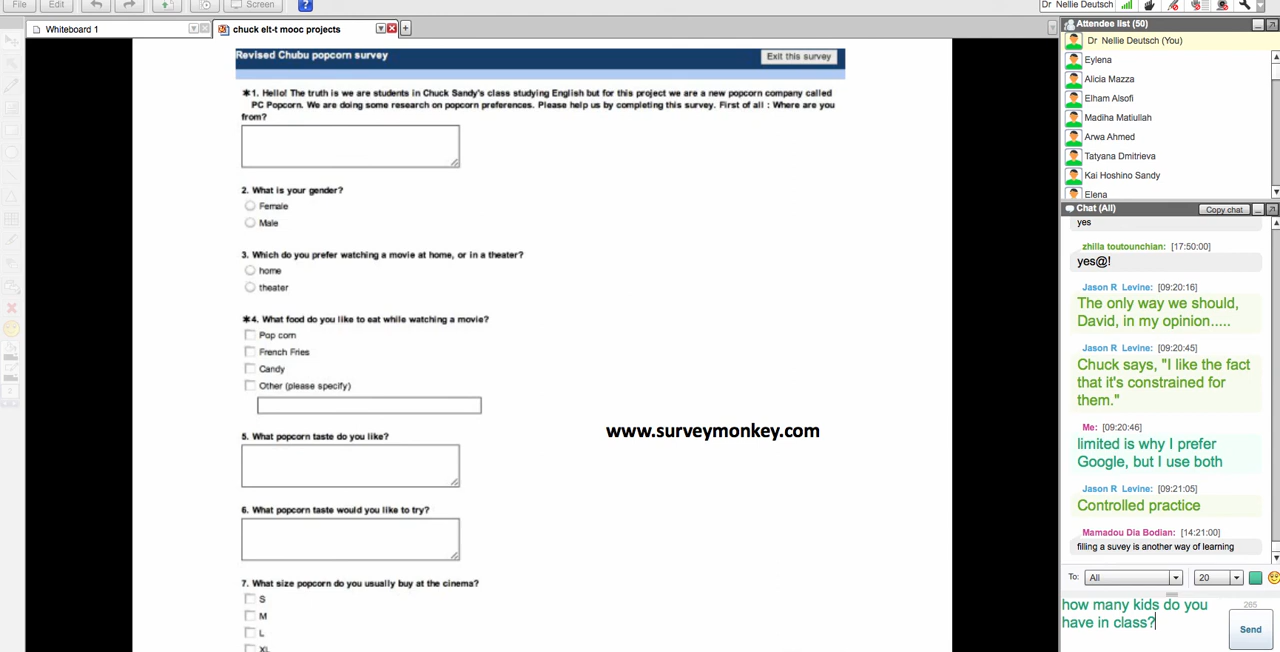 File
Edit
Screen
?
Dr Nellie Deutsch
Whiteboard 1
chuck elt-t mooc projects
Revised Chubu popcorn survey
Exit this survey
*1. Hello! The truth is we are students in Chuck Sandy's class studying English but for this project we are a new popcorn company called
PC Popcorn. We are doing some research on popcorn preferences. Please help us by completing this survey. First of all : Where are you
from?
2. What is your gender?
Female
Male
3. Which do you prefer watching a movie at home, or in a theater?
home
theater
*4. What food do you like to eat while watching a movie?
Pop corn
French Fries
Candy
Other (please specify)
www.surveymonkey.com
5. What popcorn taste do you like?
6. What popcorn taste would you like to try?
7. What size popcorn do you usually buy at the cinema?
S
M
L
XL
Attendee list (50)
Dr Nellie Deutsch (You)
Eylena
Alicia Mazza
Elham Alsofi
Madiha Matiullah
Arwa Ahmed
Tatyana Dmitrieva
Kai Hoshino Sandy
Elena
Chat (All)
Copy chat
yes
zhilla toutounchian: [17:50:00]
yes@!
Jason R Levine: [09:20:16]
The only way we should,
David, in my opinion.....
Jason R Levine: [09:20:45]
Chuck says, "I like the fact
that it's constrained for
them."
Me: [09:20:46]
limited is why I prefer
Google, but I use both
Jason R Levine: [09:21:05]
Controlled practice
Mamadou Dia Bodian: [14:21:00]
filling a suvey is another way of learning
To: All 20
how many kids do you
have in class?
265
Send